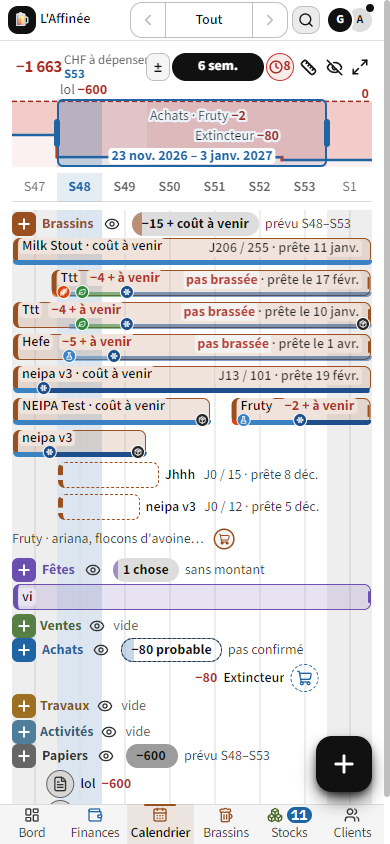 L'Affinée
Tout
G A
−1 663 CHF à dépenser
S53
± 6 sem. 8
lol −600
0
Achats · Fruty −2
Extincteur −80
23 nov. 2026 – 3 janv. 2027
S47 S48 S49 S50 S51 S52 S53 S1
Brassins −15 + coût à venir prévu S48–S53
Milk Stout · coût à venir J206 / 255 · prête 11 janv.
Ttt −4 + à venir pas brassée · prête le 17 févr.
Ttt −4 + à venir pas brassée · prête le 10 janv.
Hefe −5 + à venir pas brassée · prête le 1 avr.
neipa v3 · coût à venir J13 / 101 · prête 19 févr.
NEIPA Test · coût à venir Fruty −2 + à venir
neipa v3
Jhhh J0 / 15 · prête 8 déc.
neipa v3 J0 / 12 · prête 5 déc.
Fruty · ariana, flocons d'avoine…
Fêtes 1 chose sans montant
vi
Ventes vide
Achats −80 probable pas confirmé
−80 Extincteur
Travaux vide
Activités vide
Papiers −600 prévu S48–S53
lol −600
Bord Finances Calendrier Brassins Stocks 11 Clients